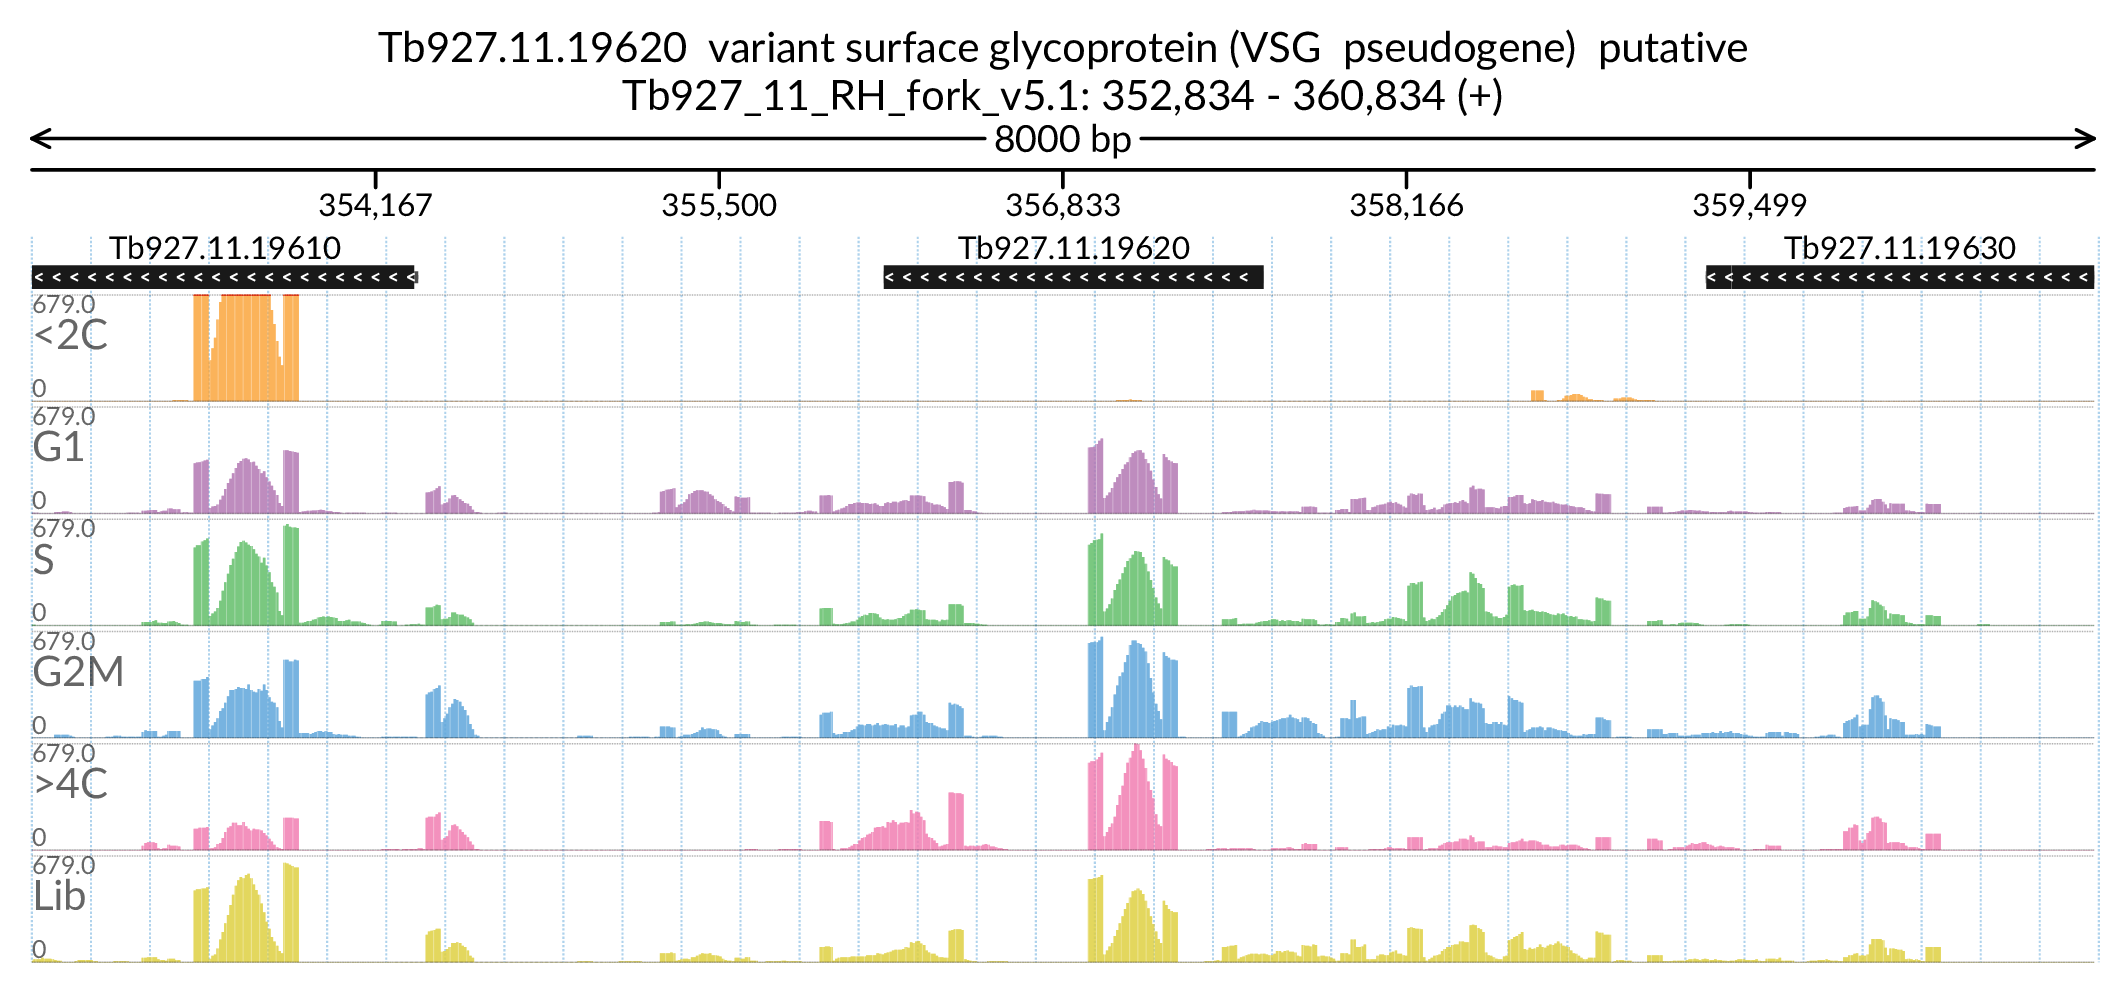 Tb927.11.19620  variant surface glycoprotein (VSG  pseudogene)  putative
Tb927_11_RH_fork_v5.1: 352,834 - 360,834 (+)
8000 bp
354,167 355,500 356,833 358,166 359,499
Tb927.11.19610 Tb927.11.19620 Tb927.11.19630
679.0
<2C
0
679.0
G1
0
679.0
S
0
679.0
G2M
0
679.0
>4C
0
679.0
Lib
0